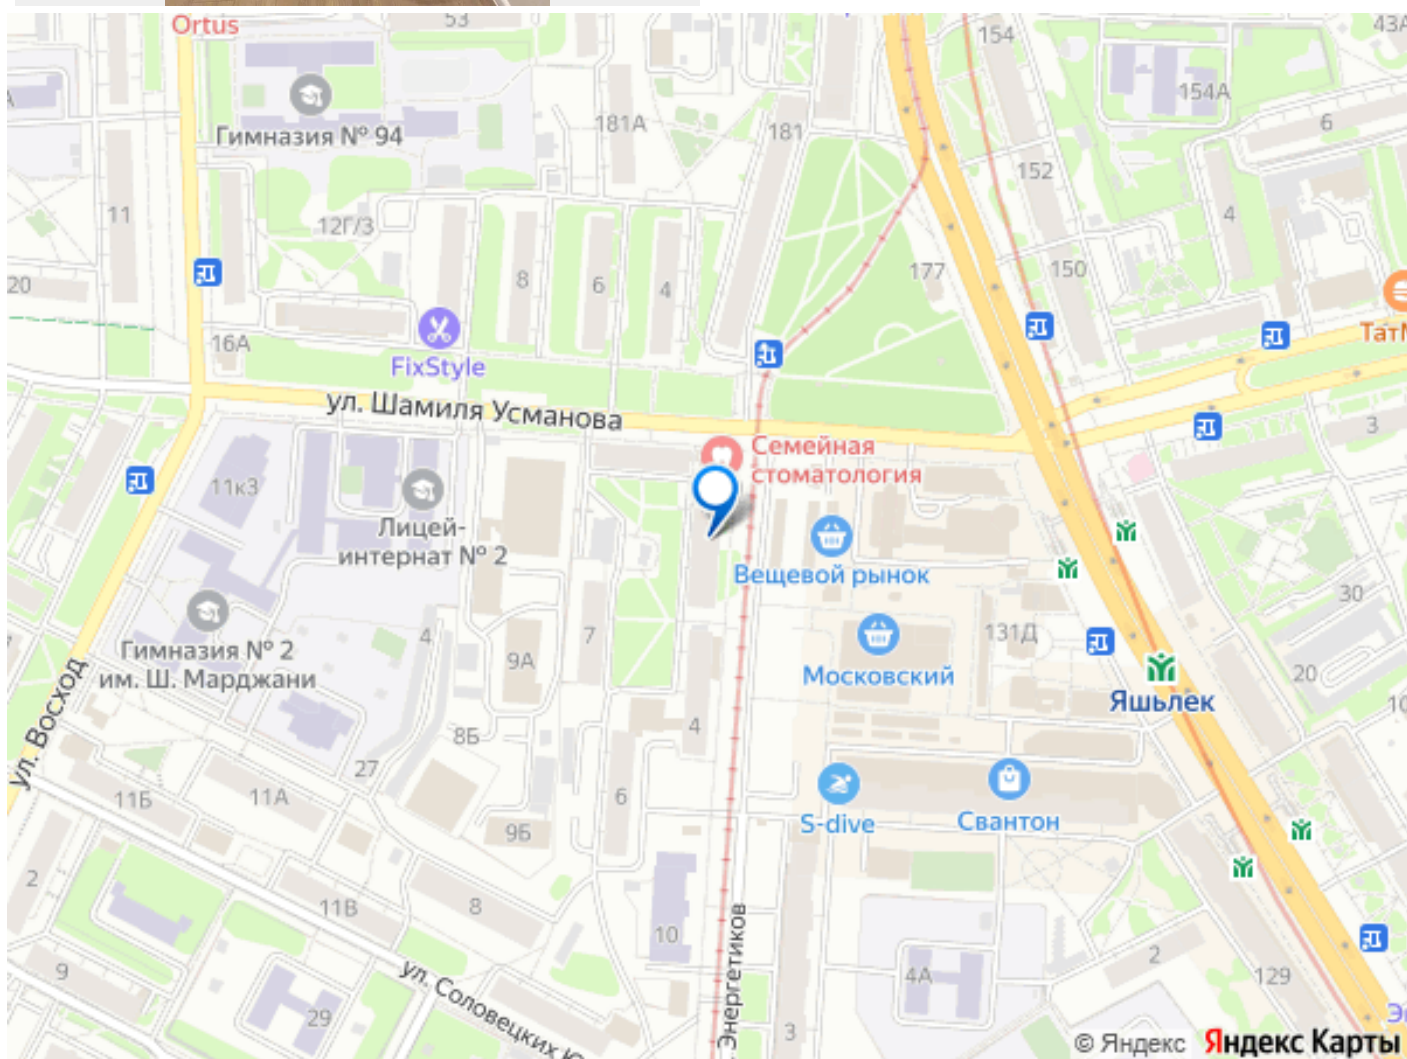 Ortus
53
154
43А
154А
Гимназия № 94
181А
181
6
152
11
12Г/3
4
8
6
4
177
150
20
16А
FixStyle
ТатМ
ул. Шамиля Усманова
3
Семейная
стоматология
11к3
Лицей-
интернат № 2
Вещевой рынок
30
7
4
131Д
Гимназия № 2
им. Ш. Марджани
9А
Московский
20
Яшьлек
10
ул. Восход
8Б
4
27
11Б
11А
6
9Б
S-dive
Свантон
2
11В
8
10
Энергетиков
2
9
ул. Соловецких Ю
4А
129
29
3
Эс
© Яндекс Яндекс Карты